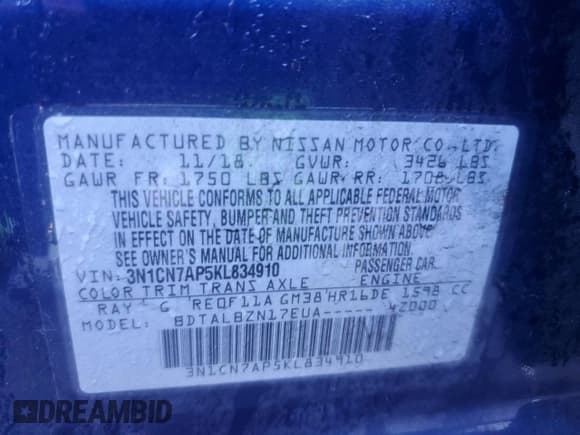 MANUFACTURED BY NISSAN MOTOR CO., LTD.
DATE: 11/18 GVWR: 3426 LBS
GAWR FR: 1750 LBS GAWR RR: 1708 LBS
THIS VEHICLE CONFORMS TO ALL APPLICABLE FEDERAL MOTOR
VEHICLE SAFETY, BUMPER AND THEFT PREVENTION STANDARDS
IN EFFECT ON THE DATE OF MANUFACTURE SHOWN ABOVE.
SEE OWNER'S MANUAL FOR ADDITIONAL INFORMATION.
VIN: 3N1CN7AP5KL834910 PASSENGER CAR
COLOR TRIM TRANS AXLE ENGINE
RAY G RE0F11A GM38 HR16DE 1598 CC
MODEL: BDTALBZN17EUA----- 42000
3N1CN7AP5KL834910
DREAMBID